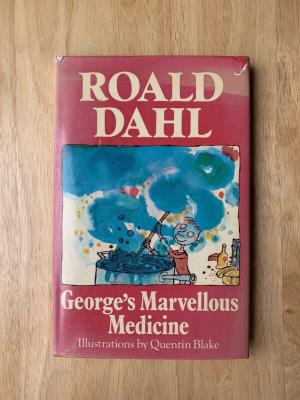 ROALD
DAHL
George's Marvellous
Medicine
Illustrations by Quentin Blake